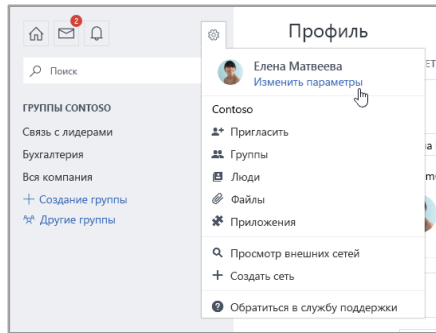 2
Профиль
Поиск
Елена Матвеева
Изменить параметры
ГРУППЫ CONTOSO
Связь с лидерами
Бухгалтерия
Вся компания
Создание группы
Другие группы
Contoso
Пригласить
Группы
Люди
Файлы
Приложения
Просмотр внешних сетей
Создать сеть
Обратиться в службу поддержки